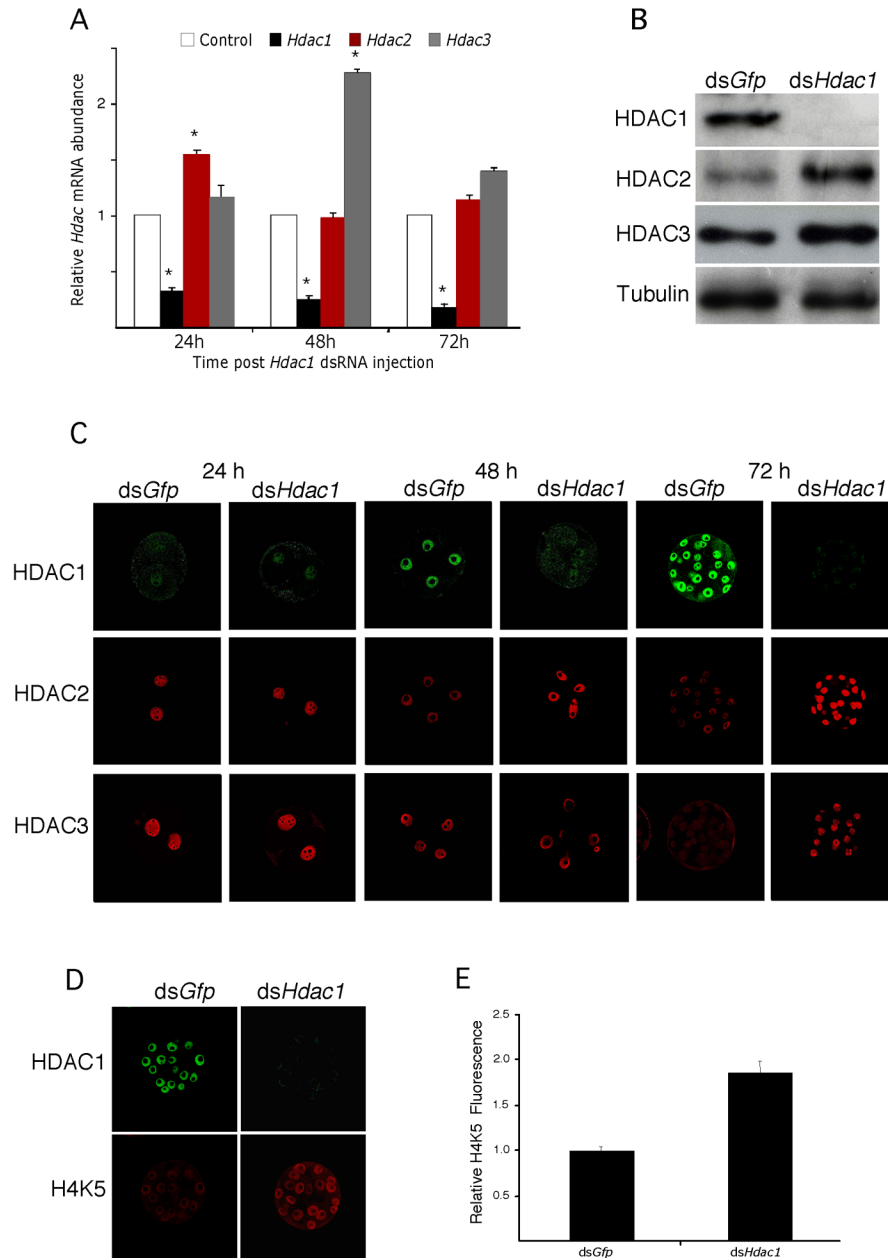 A
Control Hdac1 Hdac2 Hdac3
Relative Hdac mRNA abundance
2
1
* * * * *
24h 48h 72h
Time post Hdac1 dsRNA injection
B
dsGfp dsHdac1
HDAC1
HDAC2
HDAC3
Tubulin
C
24 h 48 h 72 h
dsGfp dsHdac1 dsGfp dsHdac1 dsGfp dsHdac1
HDAC1
HDAC2
HDAC3
D
dsGfp dsHdac1
HDAC1
H4K5
E
Relative H4K5 Fluorescence
2.5
2.0
1.5
1.0
0.5
dsGfp dsHdac1